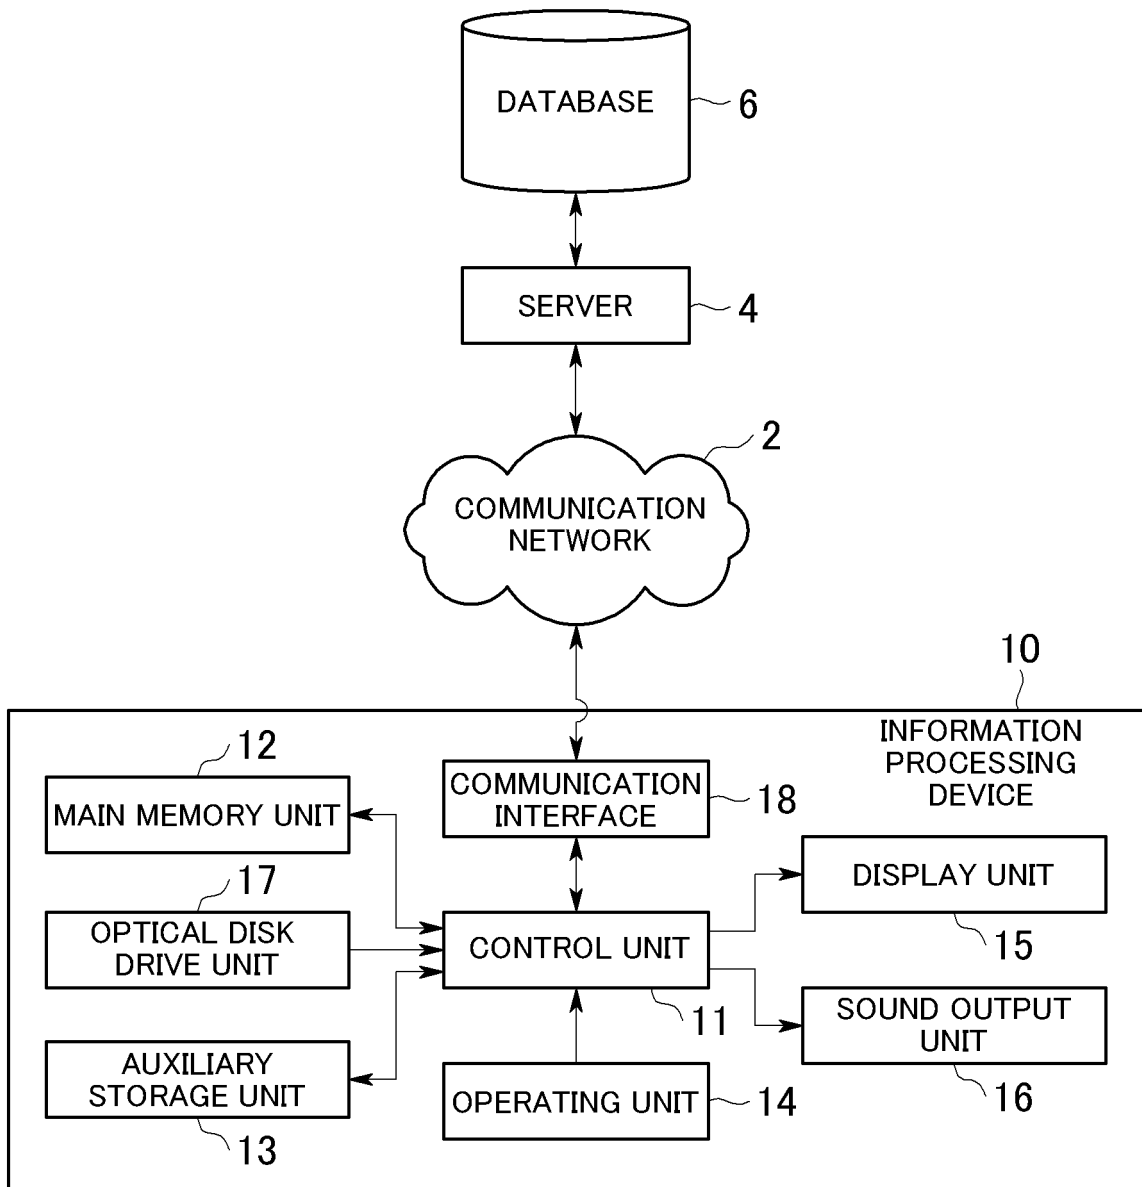 DATABASE
6
SERVER
4
2
COMMUNICATION
NETWORK
10
INFORMATION
PROCESSING
DEVICE
12
MAIN MEMORY UNIT
COMMUNICATION
INTERFACE
18
17
OPTICAL DISK
DRIVE UNIT
CONTROL UNIT
11
DISPLAY UNIT
15
AUXILIARY
STORAGE UNIT
13
OPERATING UNIT
14
SOUND OUTPUT
UNIT
16